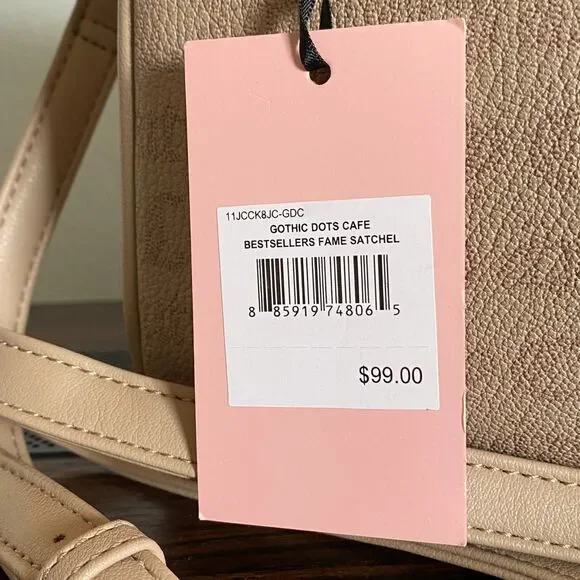 11JCCK8JC-GDC
GOTHIC DOTS CAFE
BESTSELLERS FAME SATCHEL
8 85919 74806 5
$99.00